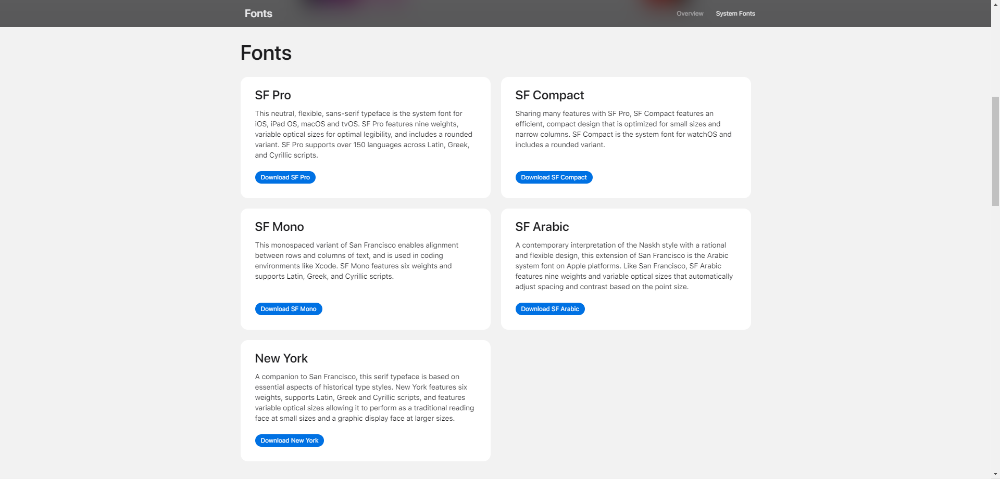 Fonts
Overview
System Fonts
Fonts
SF Pro
This neutral, flexible, sans-serif typeface is the system font for
iOS, iPad OS, macOS and tvOS. SF Pro features nine weights,
variable optical sizes for optimal legibility, and includes a rounded
variant. SF Pro supports over 150 languages across Latin, Greek,
and Cyrillic scripts.
Download SF Pro
SF Compact
Sharing many features with SF Pro, SF Compact features an
efficient, compact design that is optimized for small sizes and
narrow columns. SF Compact is the system font for watchOS and
includes a rounded variant.
Download SF Compact
SF Mono
This monospaced variant of San Francisco enables alignment
between rows and columns of text, and is used in coding
environments like Xcode. SF Mono features six weights and
supports Latin, Greek, and Cyrillic scripts.
Download SF Mono
SF Arabic
A contemporary interpretation of the Naskh style with a rational
and flexible design, this extension of San Francisco is the Arabic
system font on Apple platforms. Like San Francisco, SF Arabic
features nine weights and variable optical sizes that automatically
adjust spacing and contrast based on the point size.
Download SF Arabic
New York
A companion to San Francisco, this serif typeface is based on
essential aspects of historical type styles. New York features six
weights, supports Latin, Greek and Cyrillic scripts, and features
variable optical sizes allowing it to perform as a traditional reading
face at small sizes and a graphic display face at larger sizes.
Download New York